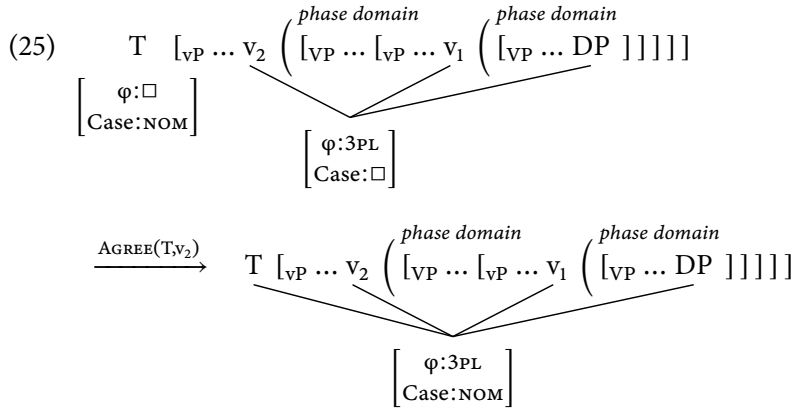 phase domain phase domain
(25) T [vP ... v2 ( [VP ... [vP ... v1 ( [VP ... DP ] ] ] ] ]
[φ:□ Case:NOM]
[φ:3PL Case:□]
phase domain phase domain
AGREE(T,v2) → T [vP ... v2 ( [VP ... [vP ... v1 ( [VP ... DP ] ] ] ] ]
[φ:3PL Case:NOM]